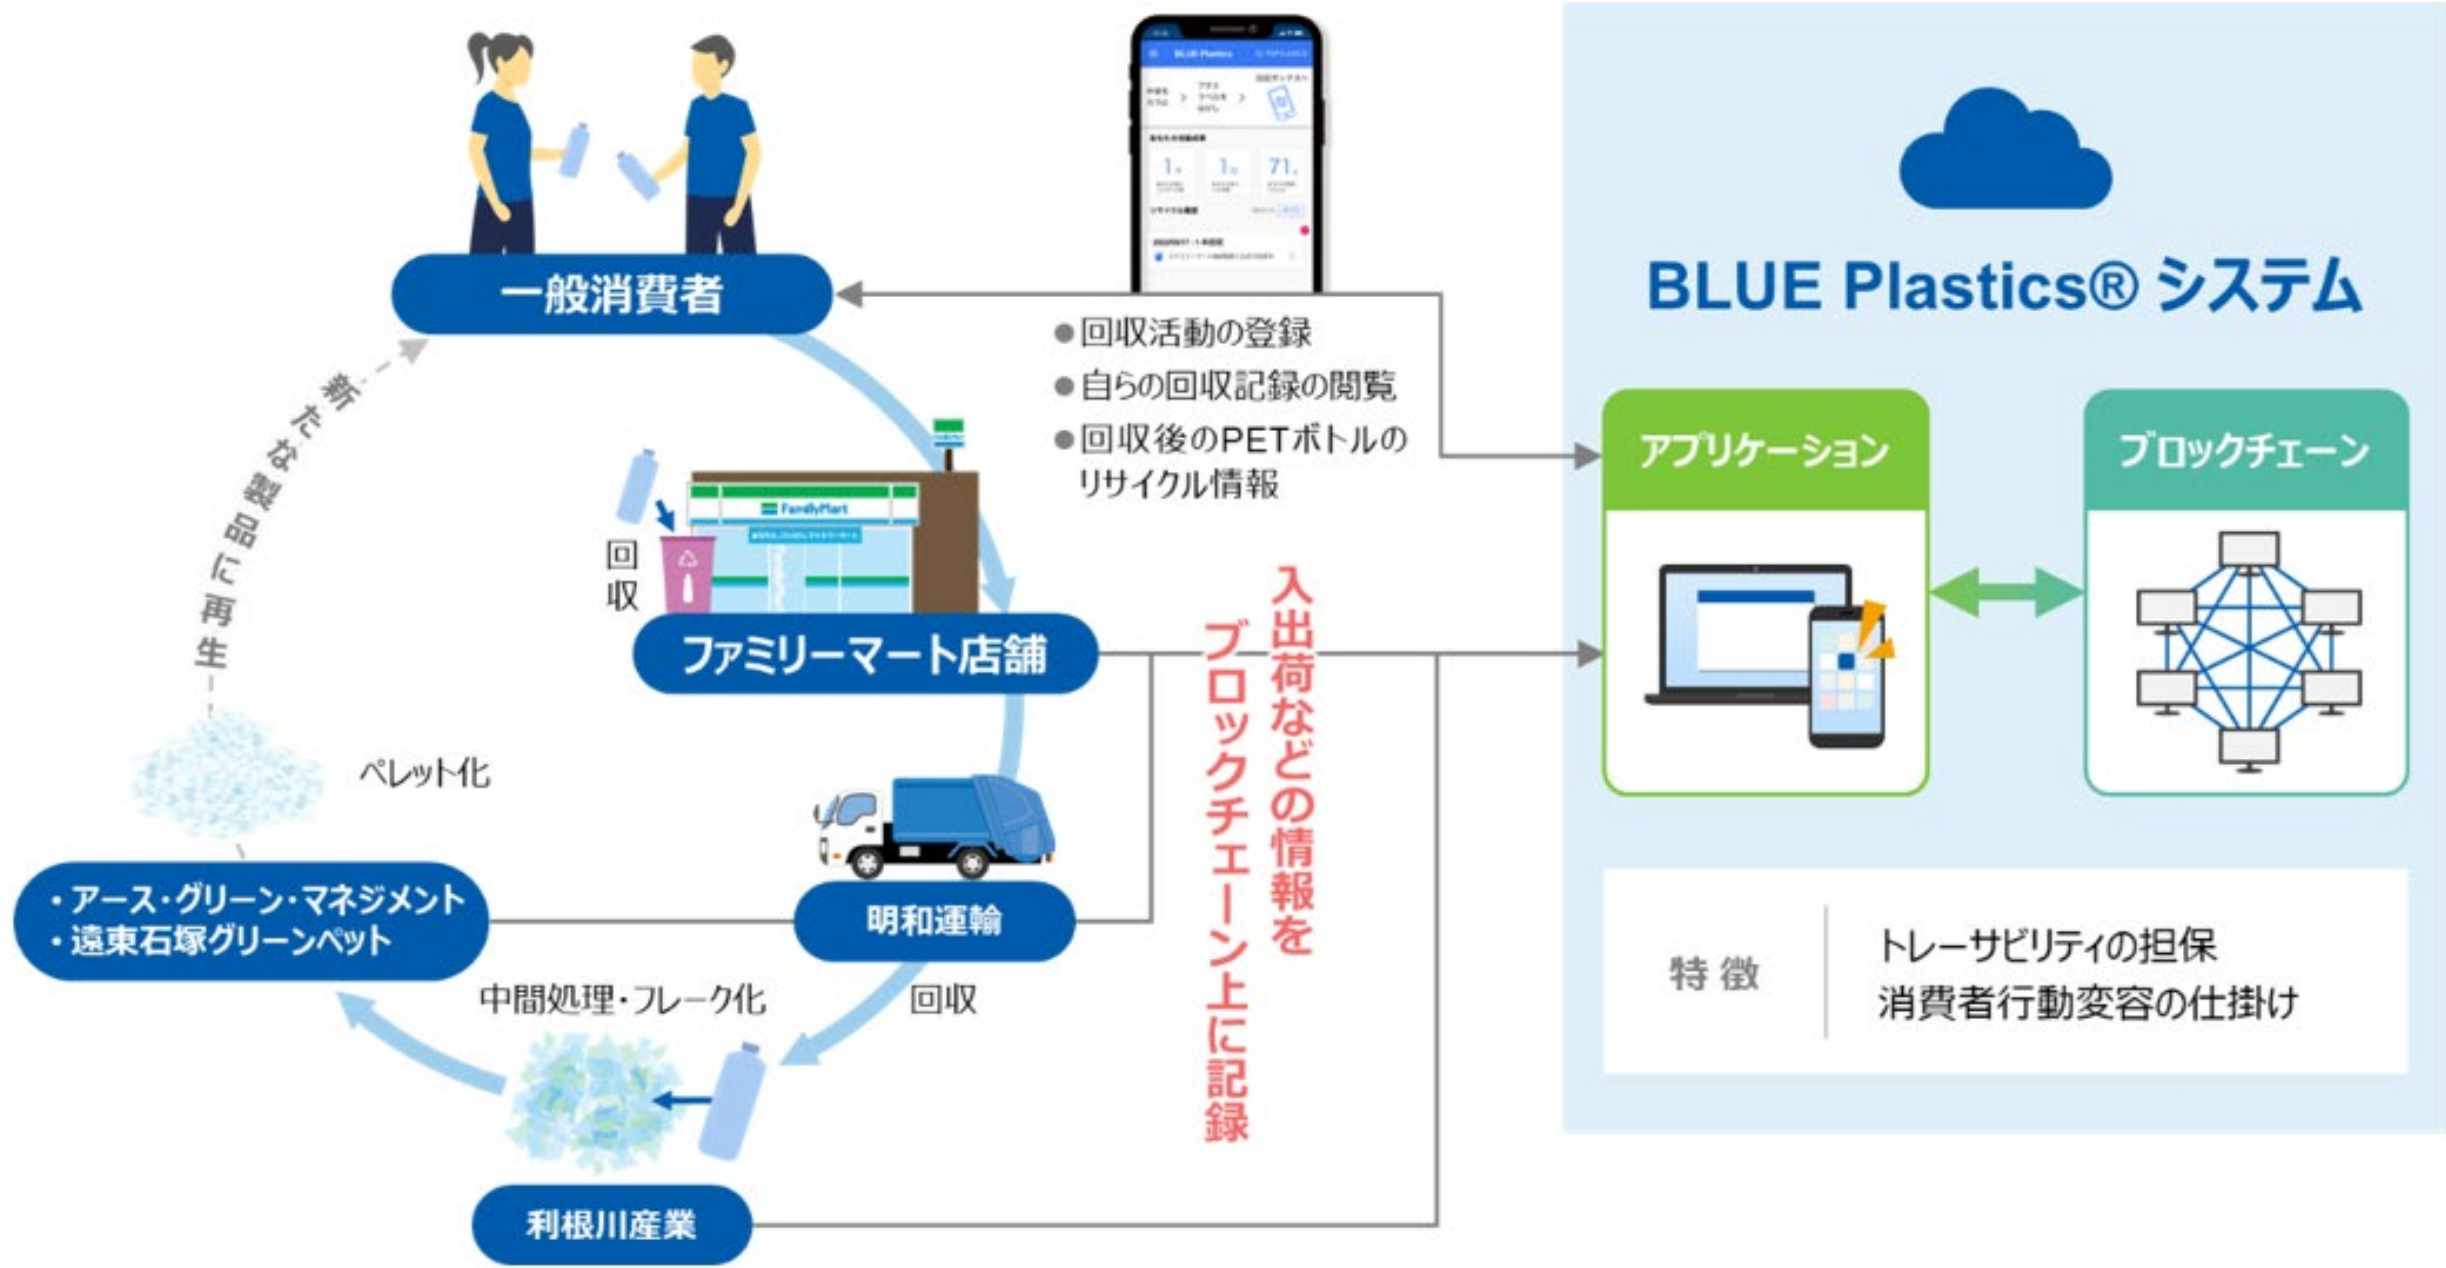 BLUE Plastics
1
1
71
一般消費者
●回収活動の登録
●自らの回収記録の閲覧
●回収後のPETボトルの
リサイクル情報
BLUE Plastics® システム
アプリケーション
ブロックチェーン
FamilyMart
回収
ファミリーマート店舗
入出荷などの情報を
ブロックチェーン上に記録
明和運輸
回収
中間処理・フレーク化
利根川産業
・アース・グリーン・マネジメント
・遠東石塚グリーンペット
ペレット化
新たな製品に再生
特徴
トレーサビリティの担保
消費者行動変容の仕掛け